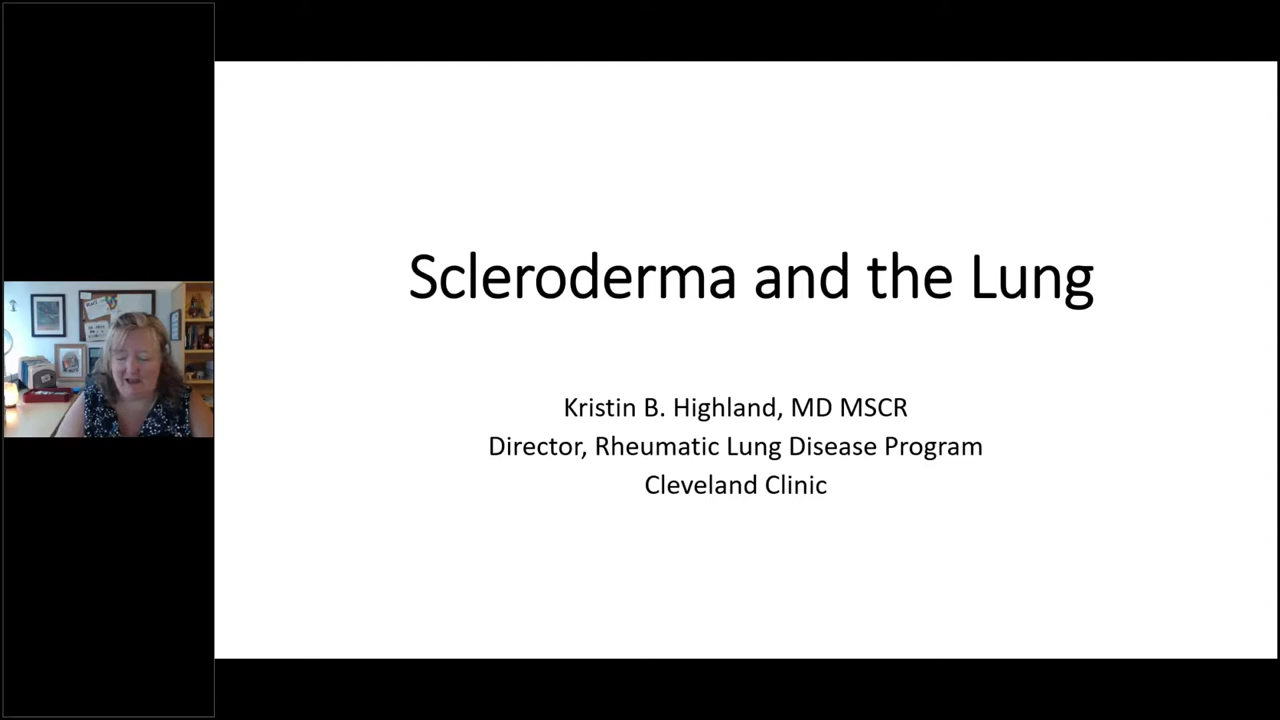 Scleroderma and the Lung
Kristin B. Highland, MD MSCR
Director, Rheumatic Lung Disease Program
Cleveland Clinic